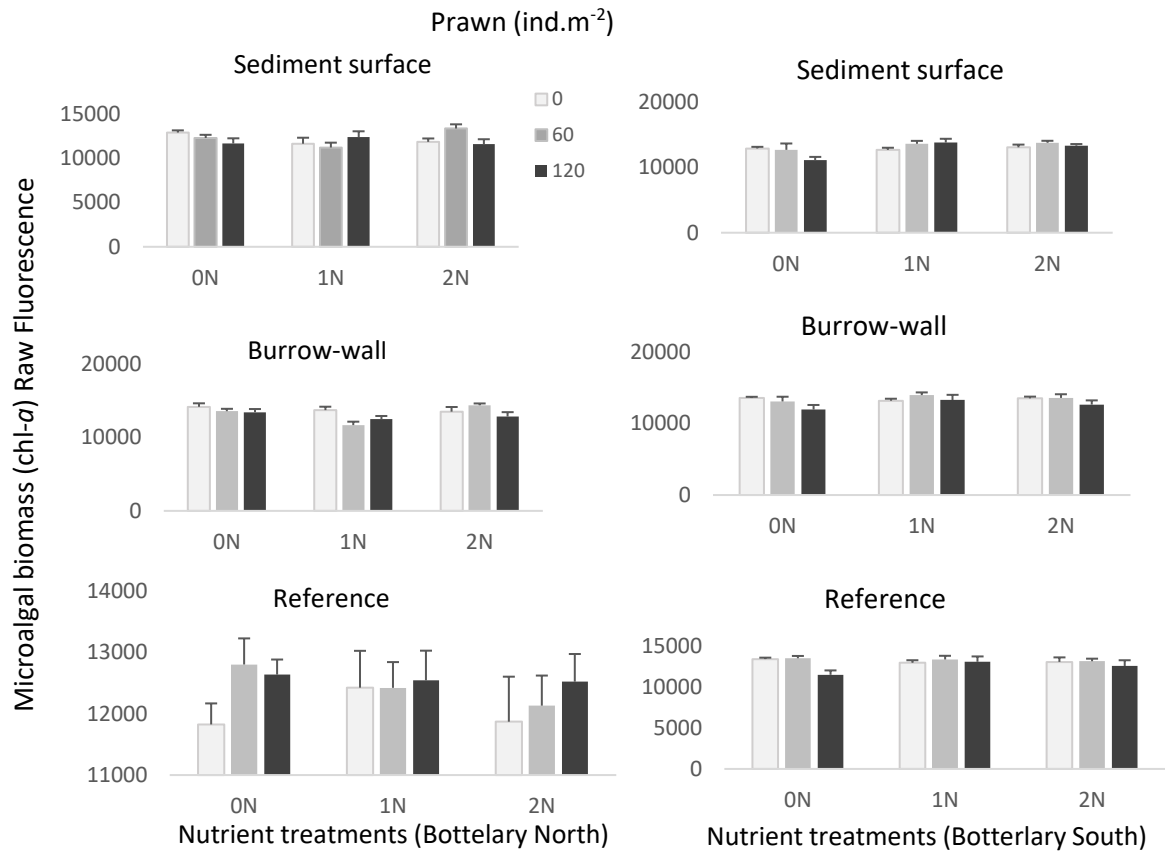 Prawn (ind.m-2)
Microalgal biomass (chl-a) Raw Fluorescence
Sediment surface
0
60
120
15000
10000
5000
0
0N 1N 2N
Sediment surface
20000
10000
0
0N 1N 2N
Burrow-wall
20000
10000
0
0N 1N 2N
Burrow-wall
20000
10000
0
0N 1N 2N
Reference
14000
13000
12000
11000
0N 1N 2N
Nutrient treatments (Bottelary North)
Reference
15000
10000
5000
0
0N 1N 2N
Nutrient treatments (Botterlary South)